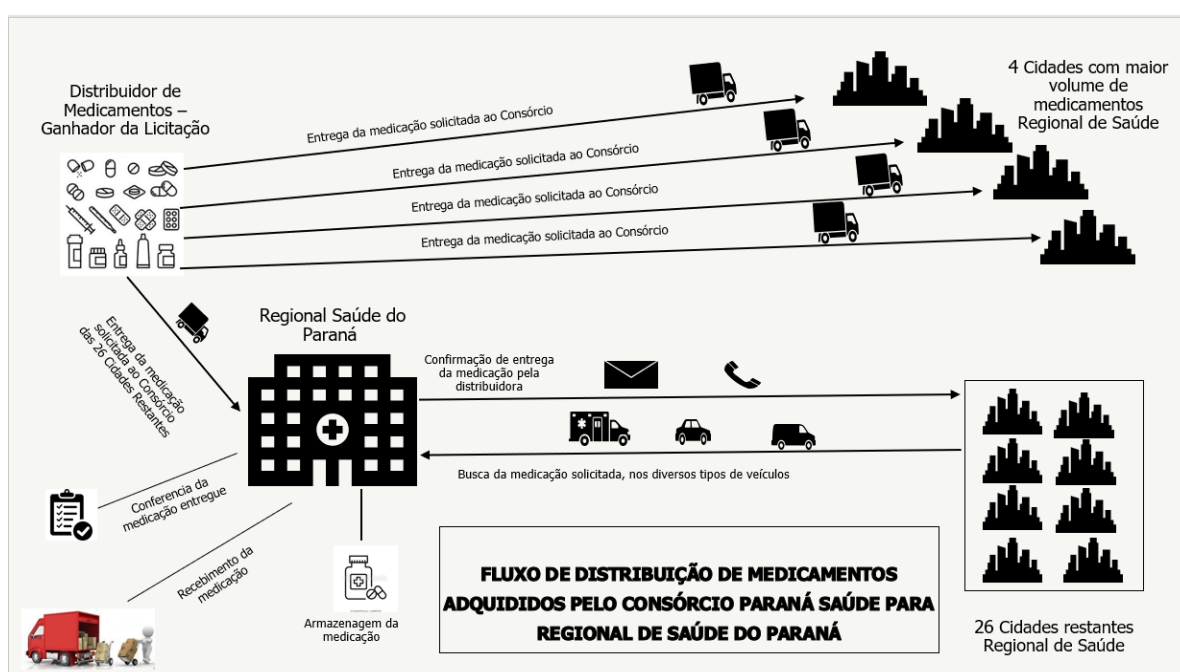 Distribuidor de
Medicamentos –
Ganhador da Licitação
4 Cidades com maior
volume de
medicamentos
Regional de Saúde
Entrega da medicação solicitada ao Consórcio
Entrega da medicação solicitada ao Consórcio
Entrega da medicação solicitada ao Consórcio
Entrega da medicação solicitada ao Consórcio
Entrega da medicação
solicitada ao Consórcio
das 26 Cidades Restantes
Regional Saúde do
Paraná
Confirmação de entrega
da medicação pela
distribuidora
Busca da medicação solicitada, nos diversos tipos de veículos
Conferencia da
medicação entregue
Recebimento da
medicação
Armazenagem da
medicação
FLUXO DE DISTRIBUIÇÃO DE MEDICAMENTOS
ADQUIDIDOS PELO CONSÓRCIO PARANÁ SAÚDE PARA
REGIONAL DE SAÚDE DO PARANÁ
26 Cidades restantes
Regional de Saúde